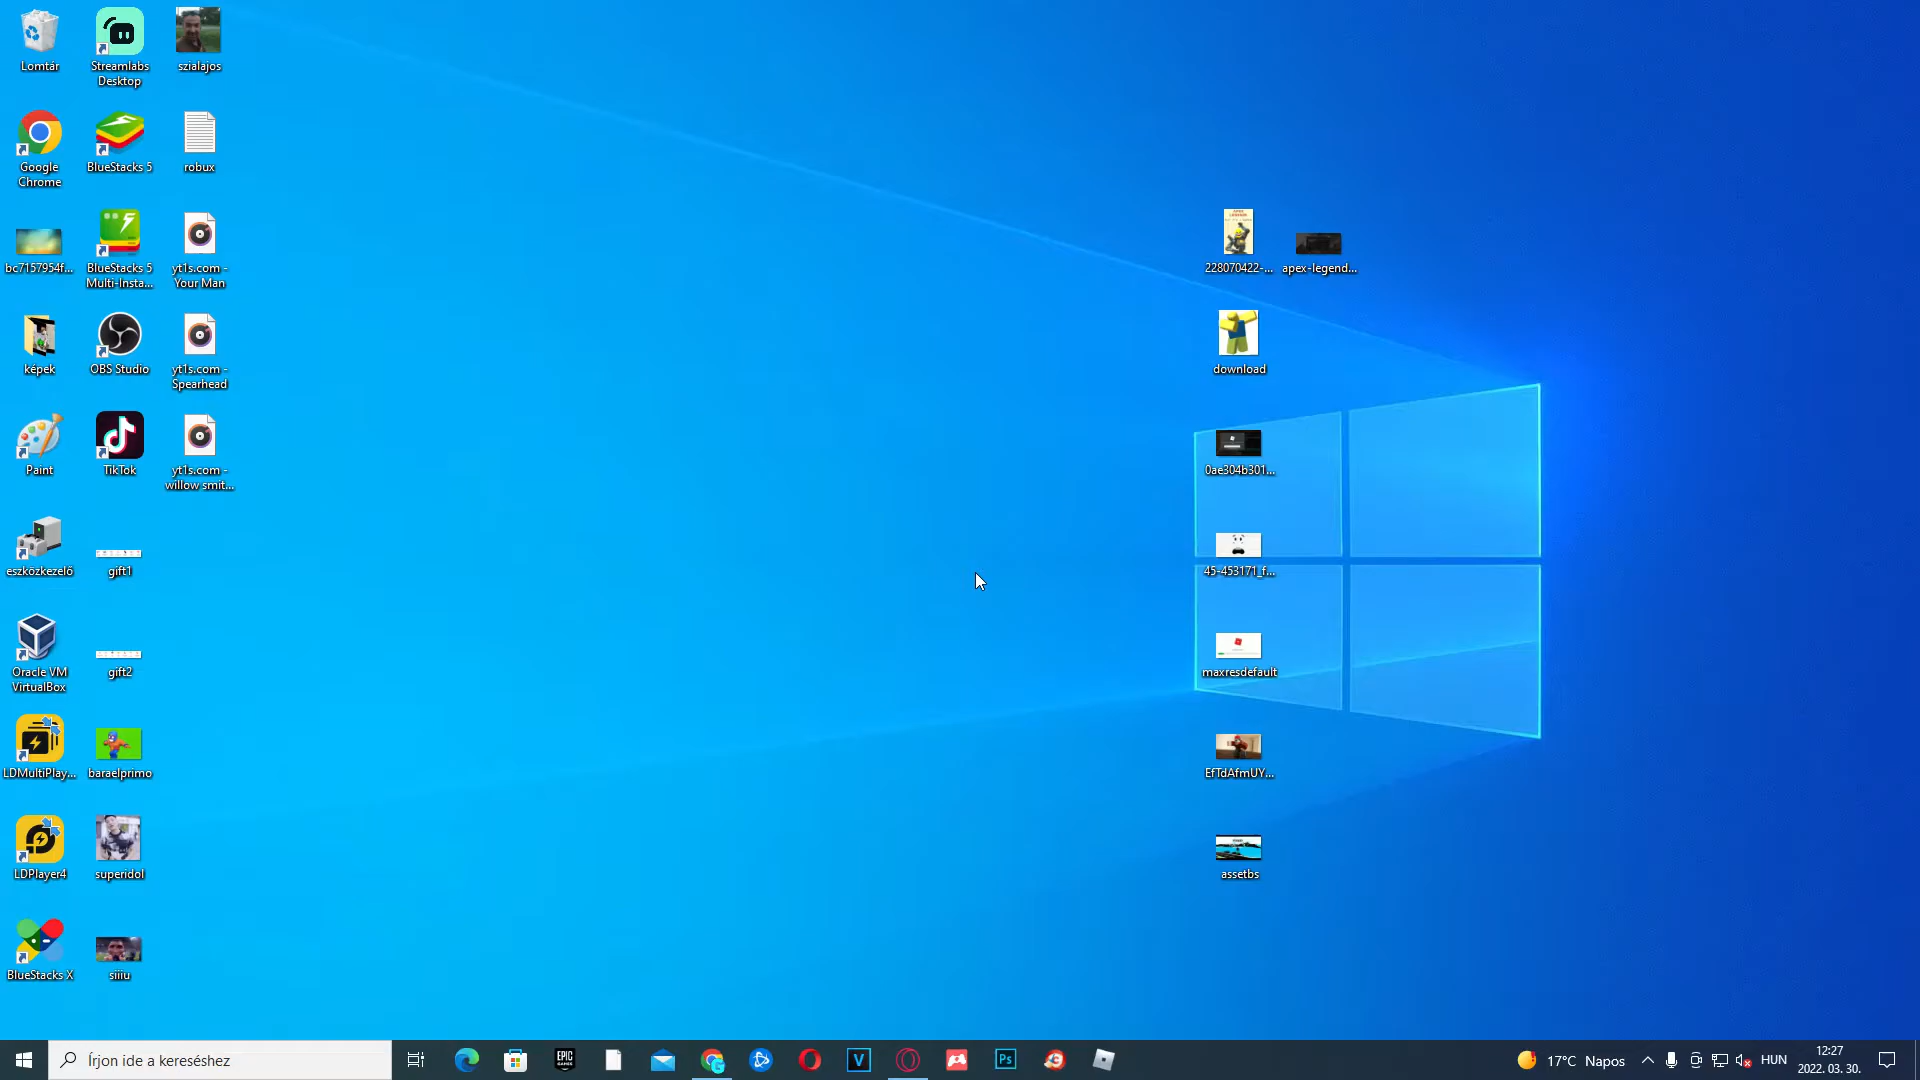 Lomtár
Streamlabs
Desktop
szialajos
Google
Chrome
BlueStacks 5
robux
bc7157954f...
BlueStacks 5
Multi-Insta...
yt1s.com -
Your Man
képek
OBS Studio
yt1s.com -
Spearhead
Paint
TikTok
yt1s.com -
willow smit...
eszközkezelő
gift1
Oracle VM
VirtualBox
gift2
LDMultiPlay...
baraelprimo
LDPlayer4
superidol
BlueStacks X
siiiu
228070422-...
apex-legend...
download
0ae304b301...
45-453171_f...
maxresdefault
EfTdAfmUY...
assetbs
Írjon ide a kereséshez
EPIC
GAMES
V
Ps
17°C Napos
HUN
12:27
2022. 03. 30.